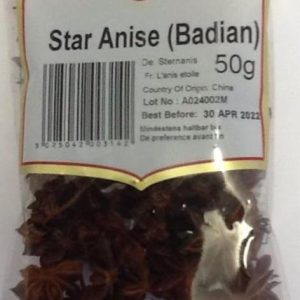 Star Anise (Badian)
De. Sternanis
Fr. L'anis etoile
50g
Country Of Origin: China
Lot No : A024002M
Best Before: 30 APR 2022
Mindestens haltbar bis
De preference avant fin
5025042003142